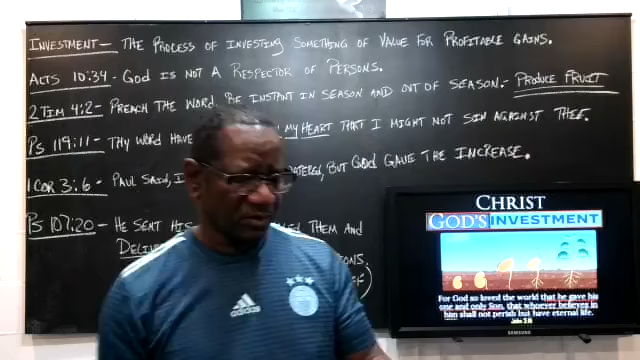 INVESTMENT — THE PROCESS OF INVESTING SOMETHING OF VALUE FOR PROFITABLE GAINS.
ACTS 10:34 - GOD IS NOT A RESPECTOR OF PERSONS.
2 TIM 4:2 - PREACH THE WORD, BE INSTANT IN SEASON AND OUT OF SEASON. - PRODUCE FRUIT
PS 119:11 - THY WORD HAVE MY HEART THAT I MIGHT NOT SIN AGAINST THEE.
1 COR 3:6 - PAUL SAID, I WATERED, BUT GOD GAVE THE INCREASE.
PS 107:20 - HE SENT HIS THEM AND
CHRIST
GOD'S INVESTMENT
For God so loved the world that he gave his
one and only Son, that whoever believes in
him shall not perish but have eternal life.
John 3:16
SAMSUNG
adidas